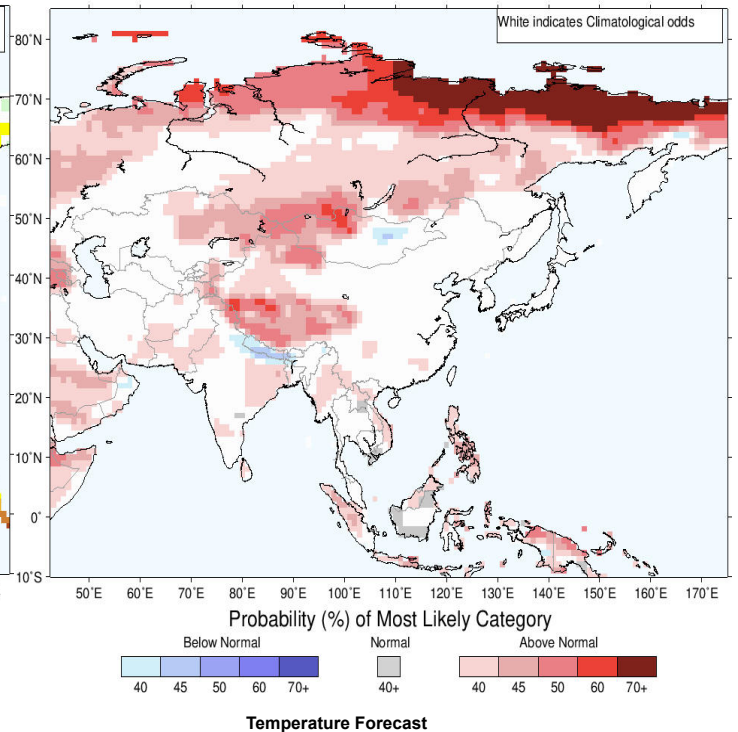 White indicates Climatological odds
80°N
70°N
60°N
50°N
40°N
30°N
20°N
10°N
0°
10°S
50°E 60°E 70°E 80°E 90°E 100°E 110°E 120°E 130°E 140°E 150°E 160°E 170°E
Probability (%) of Most Likely Category
Below Normal Normal Above Normal
40 45 50 60 70+ 40+ 40 45 50 60 70+
Temperature Forecast